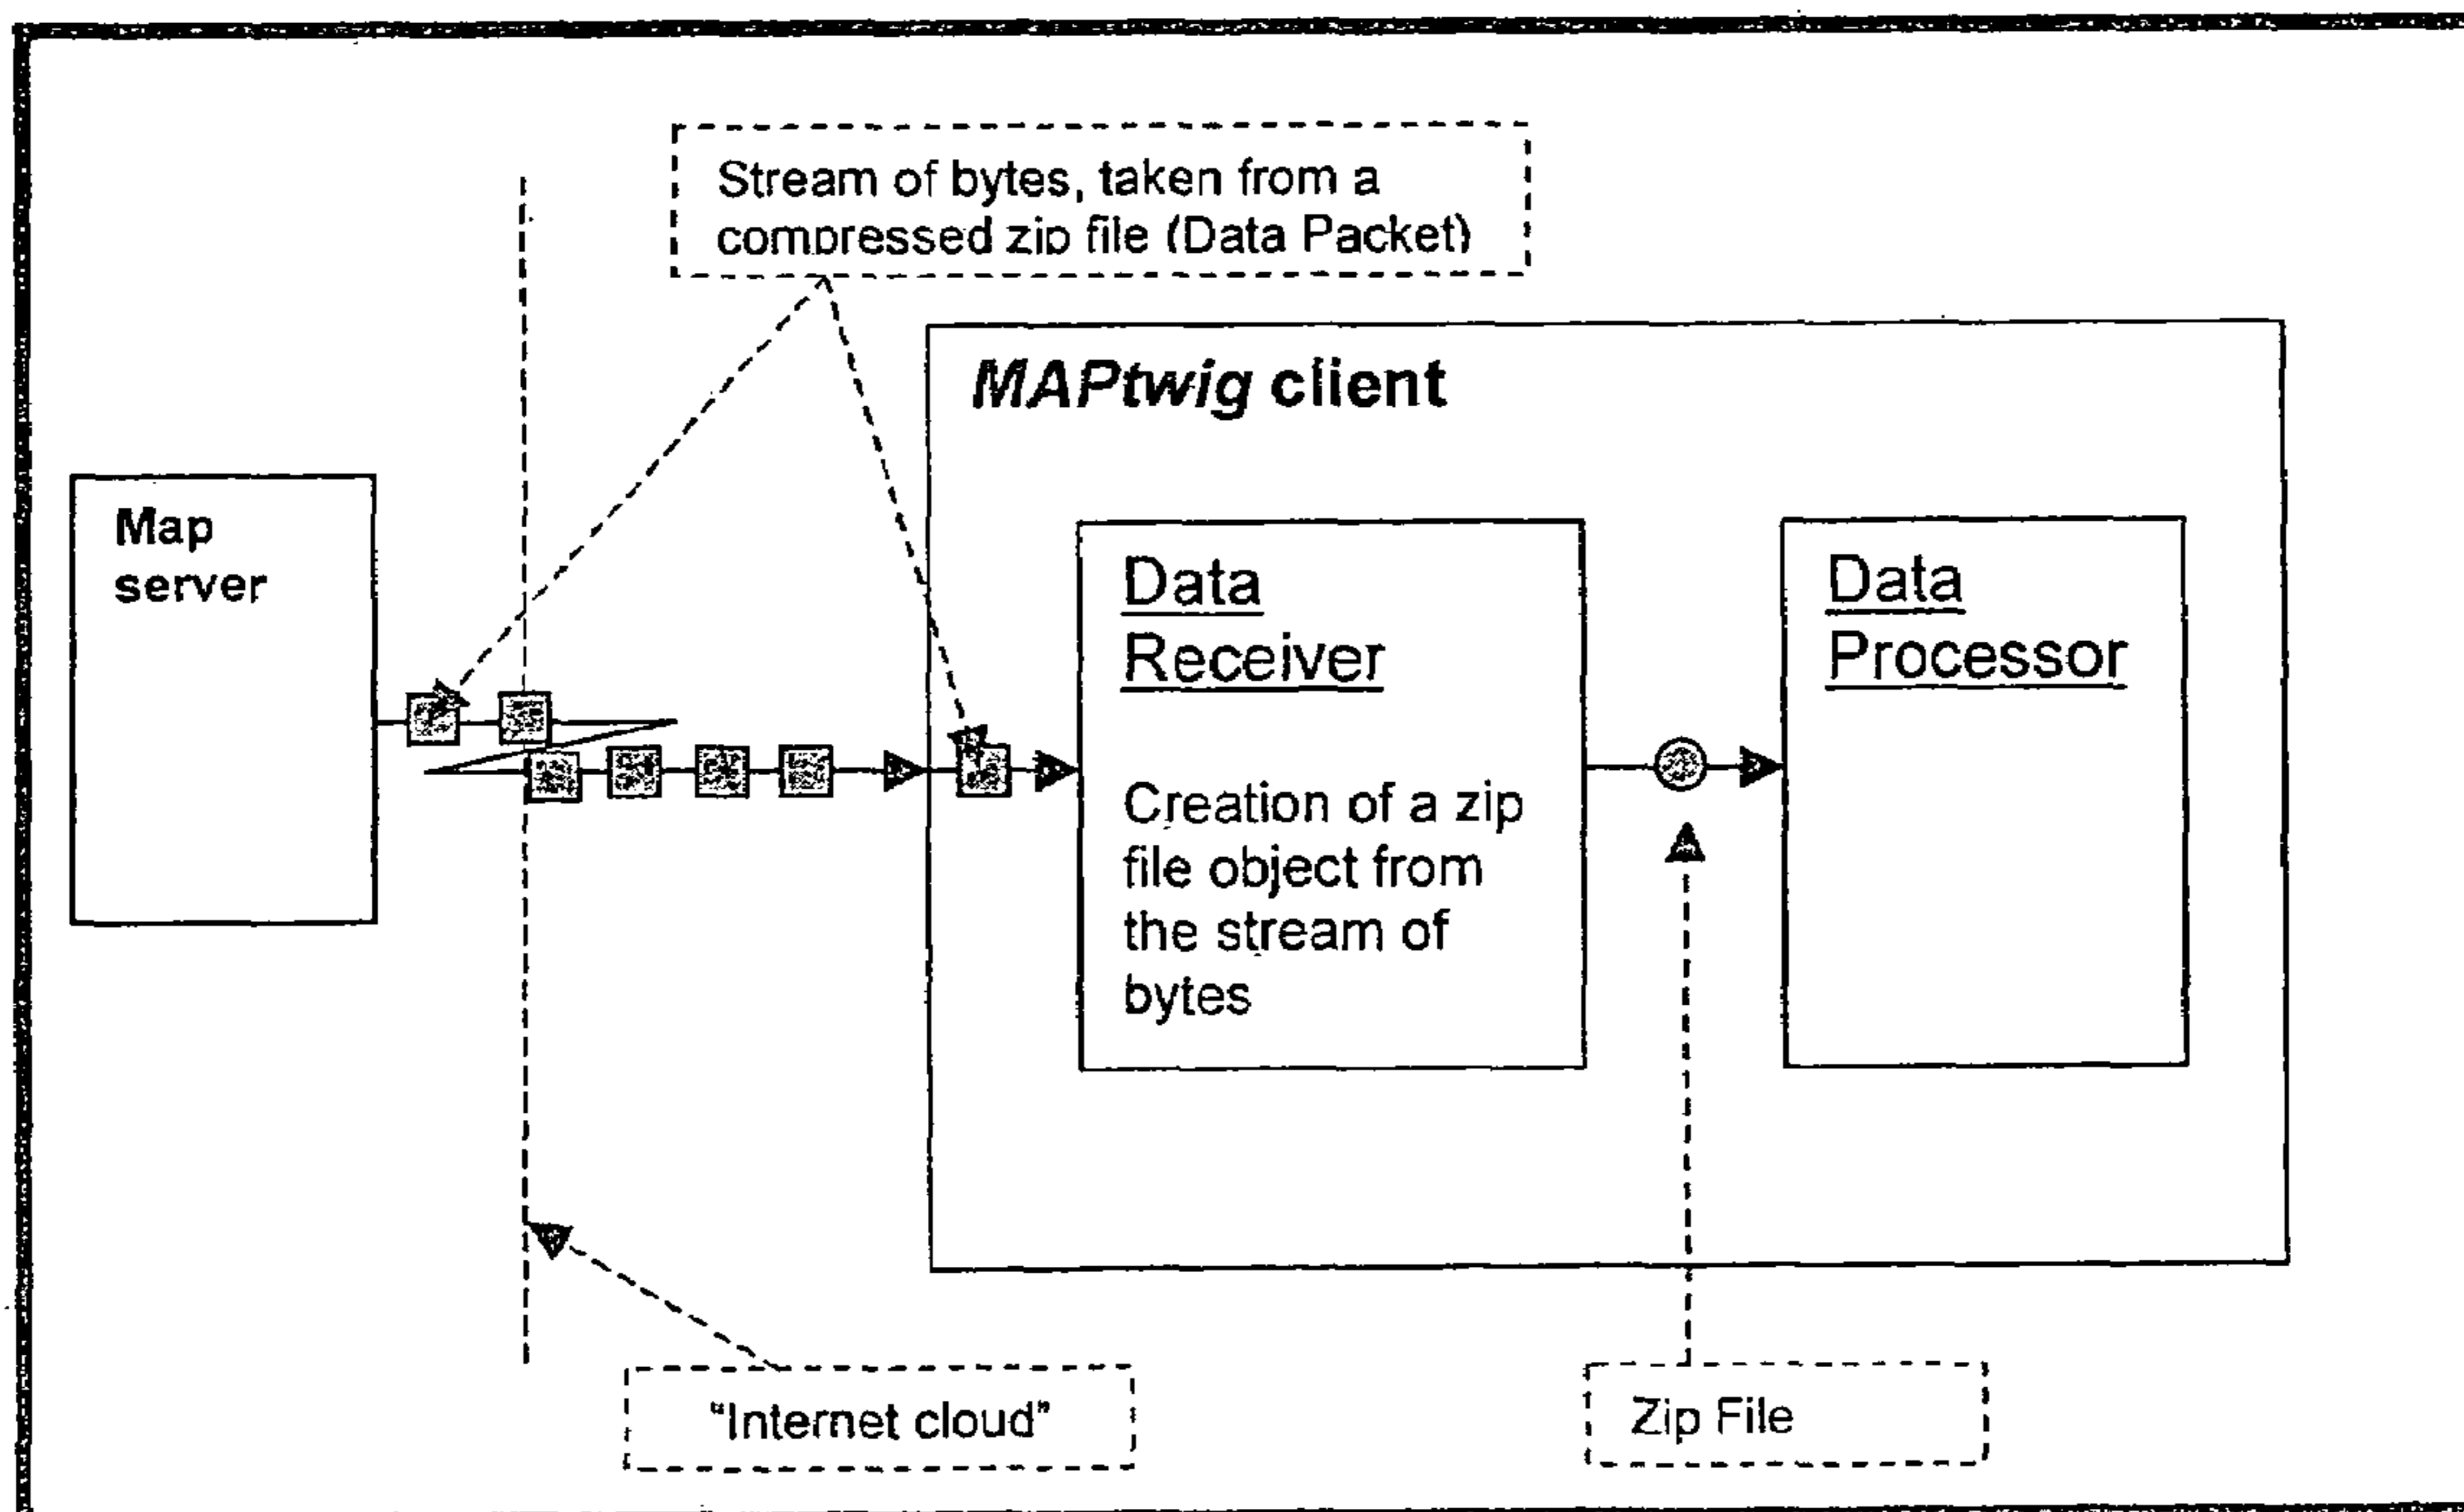 Stream of bytes, taken from a
compressed zip file (Data Packet)
MAPtwig client
Map
server
Data
Receiver
Creation of a zip
file object from
the stream of
bytes
Data
Processor
“Internet cloud”
Zip File